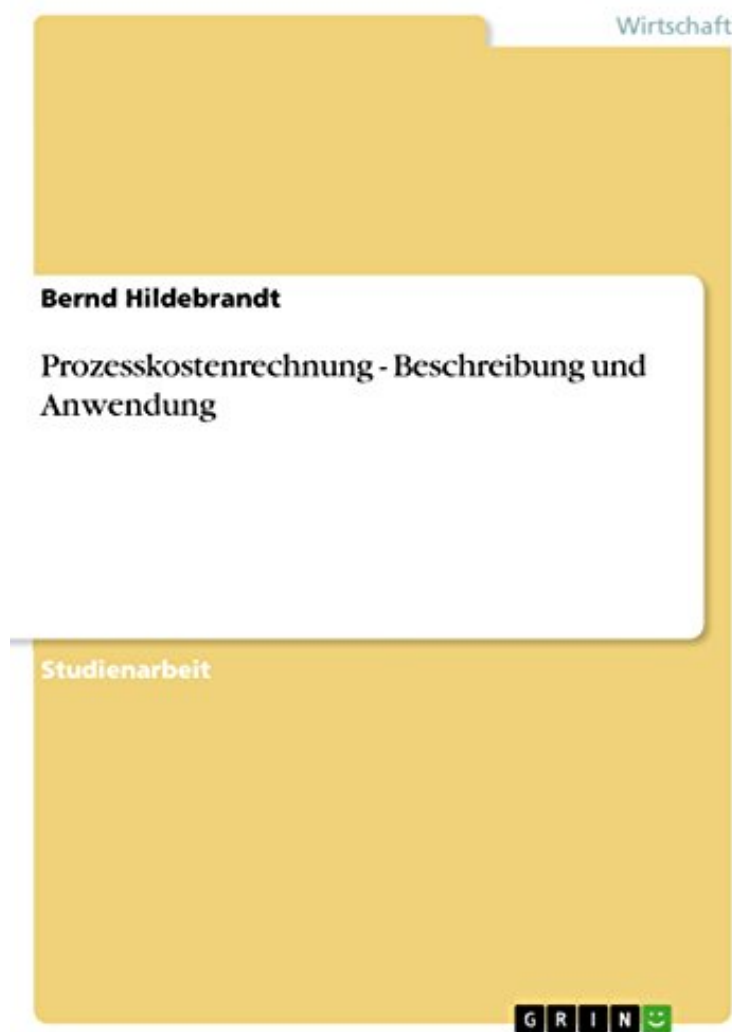 Wirtschaft
Bernd Hildebrandt
Prozesskostenrechnung - Beschreibung und
Anwendung
Studienarbeit
GRIN